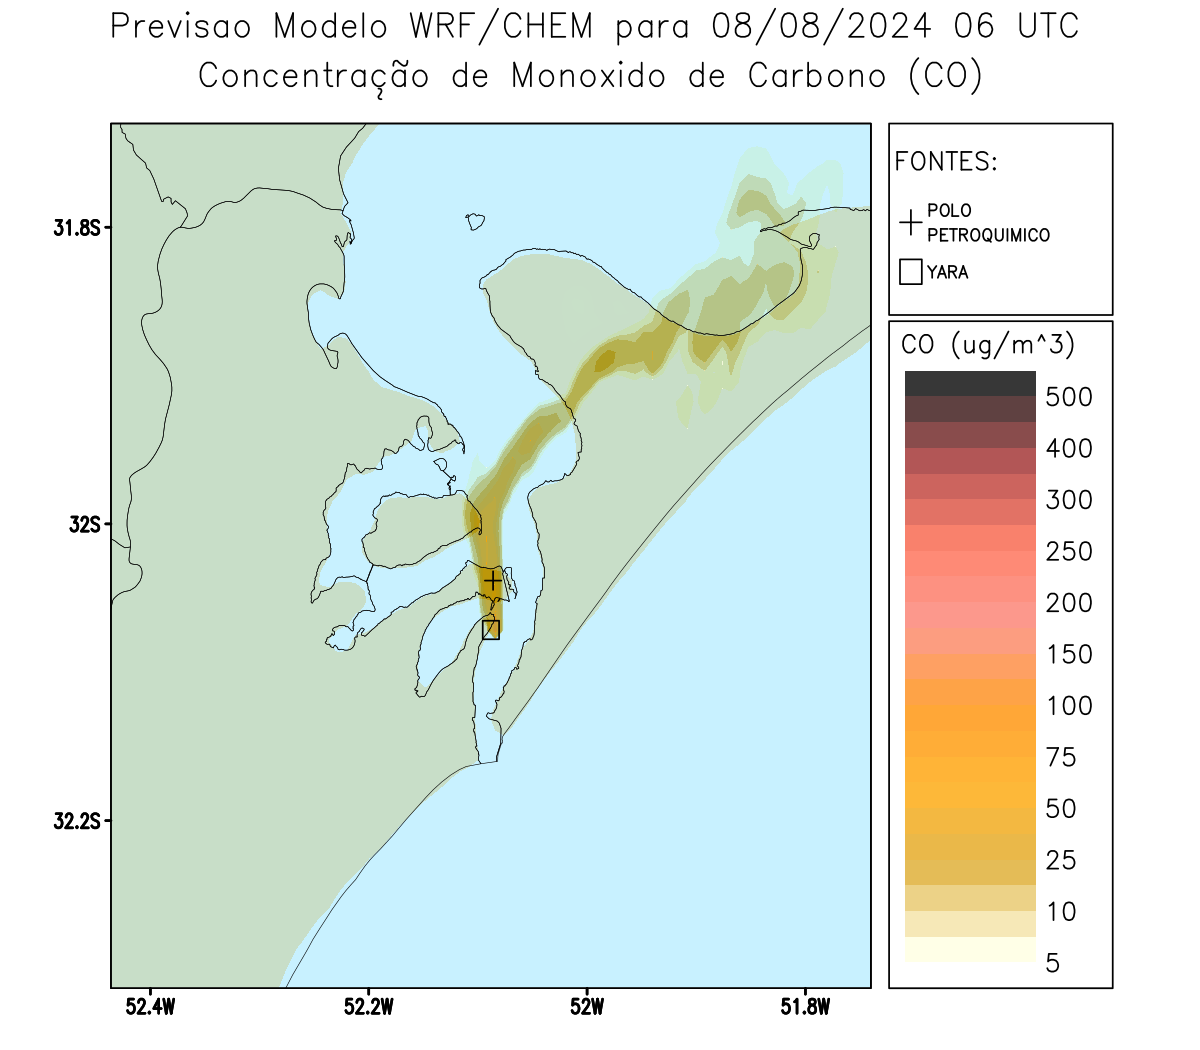 Previsao Modelo WRF/CHEM para 08/08/2024 06 UTC
Concentração de Monoxido de Carbono (CO)
FONTES:
POLO
PETROQUIMICO
YARA
CO (ug/m^3)
500
400
300
250
200
150
100
75
50
25
10
5
31.8S
32S
32.2S
52.4W
52.2W
52W
51.8W